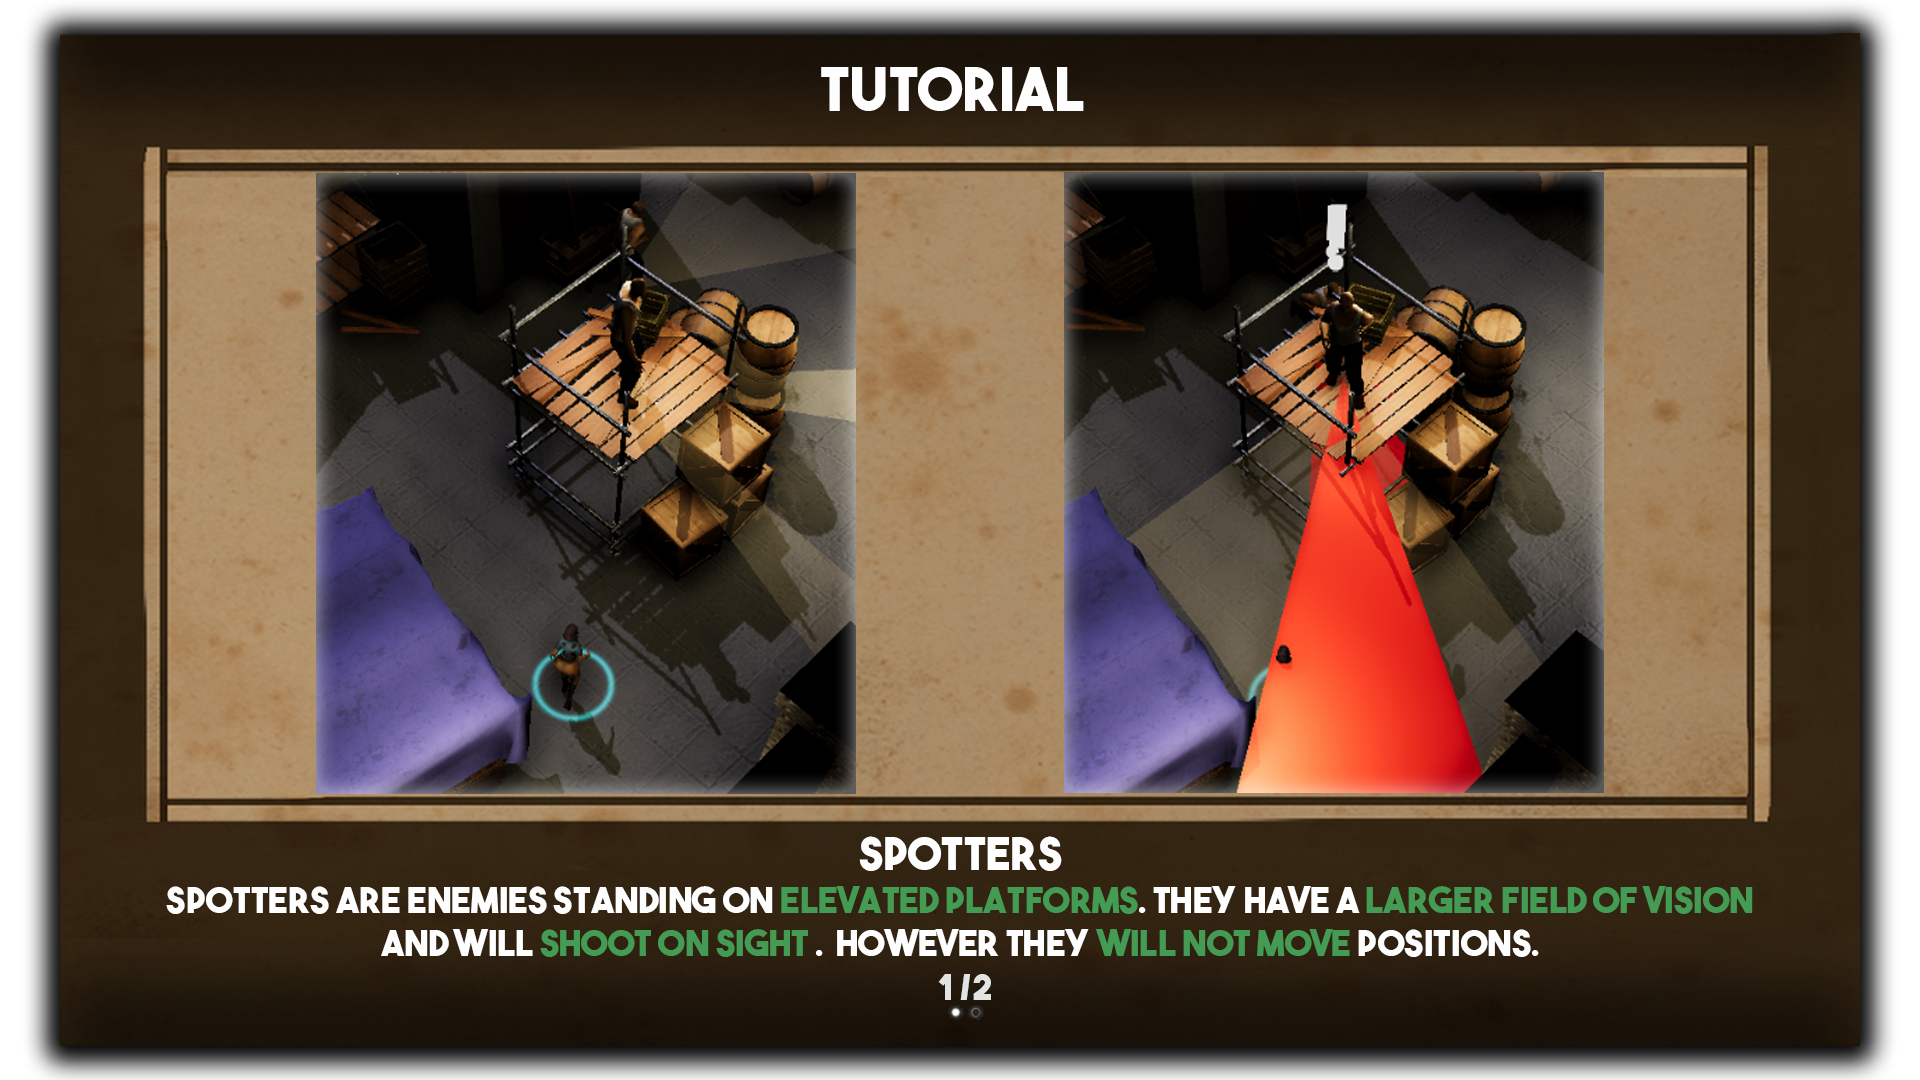 TUTORIAL
SPOTTERS
SPOTTERS ARE ENEMIES STANDING ON ELEVATED PLATFORMS. THEY HAVE A LARGER FIELD OF VISION
AND WILL SHOOT ON SIGHT . HOWEVER THEY WILL NOT MOVE POSITIONS.
1/2